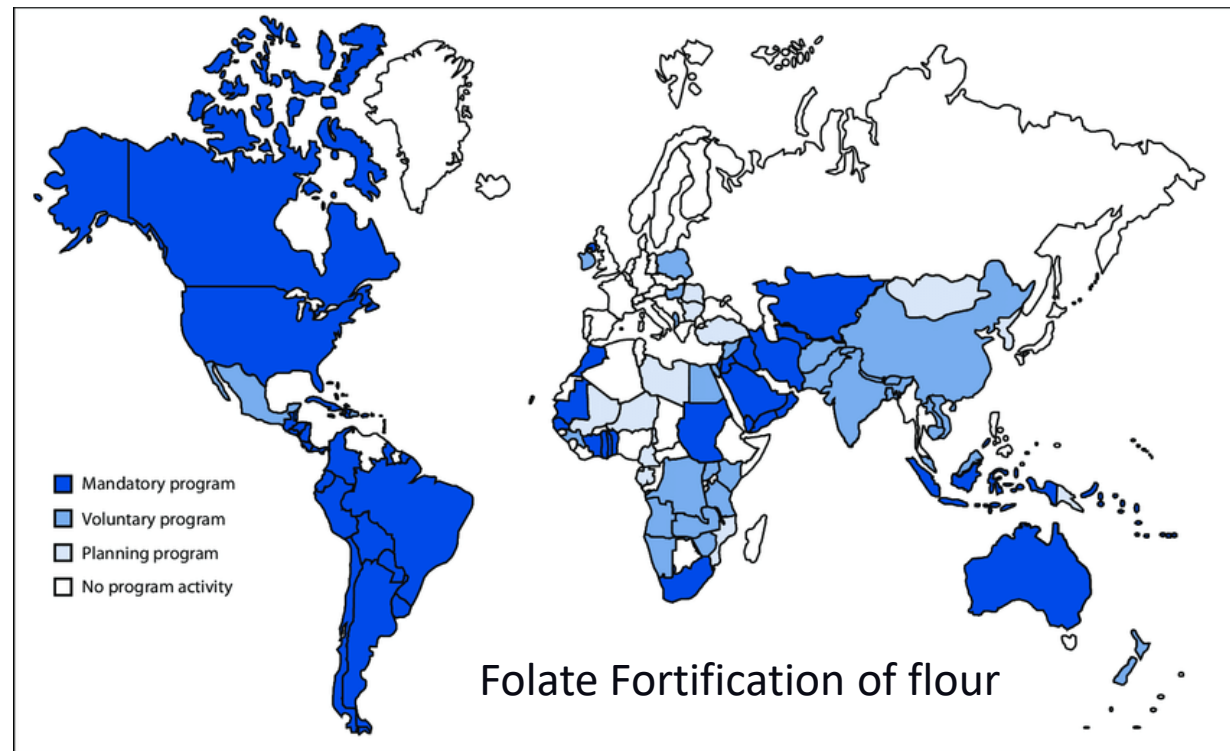 Mandatory program
Voluntary program
Planning program
No program activity
Folate Fortification of flour